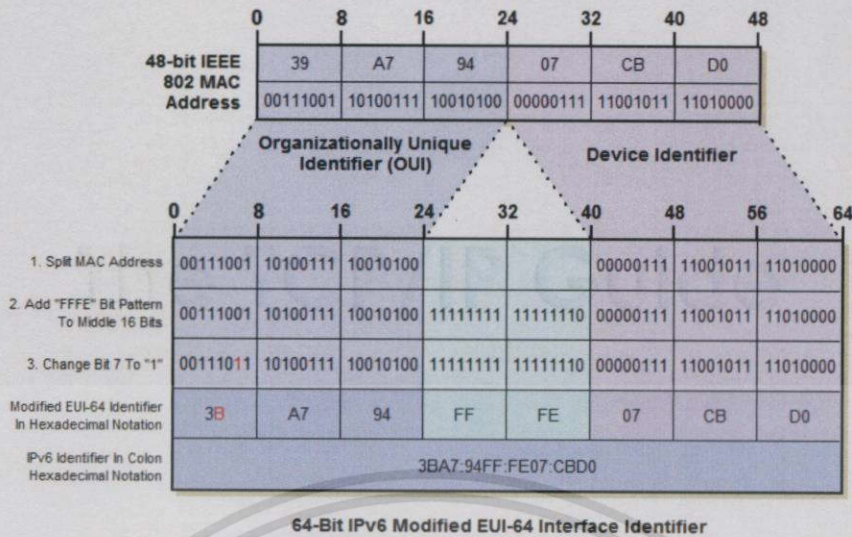 0 8 16 24 32 40 48
48-bit IEEE
802 MAC
Address
39 A7 94 07 CB D0
00111001 10100111 10010100 00000111 11001011 11010000
Organizationally Unique
Identifier (OUI)
Device Identifier
0 8 16 24 32 40 48 56 64
1. Split MAC Address 00111001 10100111 10010100 00000111 11001011 11010000
2. Add "FFFE" Bit Pattern
To Middle 16 Bits
00111001 10100111 10010100 11111111 11111110 00000111 11001011 11010000
3. Change Bit 7 To "1" 00111011 10100111 10010100 11111111 11111110 00000111 11001011 11010000
Modified EUI-64 Identifier
In Hexadecimal Notation
3B A7 94 FF FE 07 CB D0
IPv6 Identifier In Colon
Hexadecimal Notation
3BA7:94FF:FE07:CBD0
64-Bit IPv6 Modified EUI-64 Interface Identifier